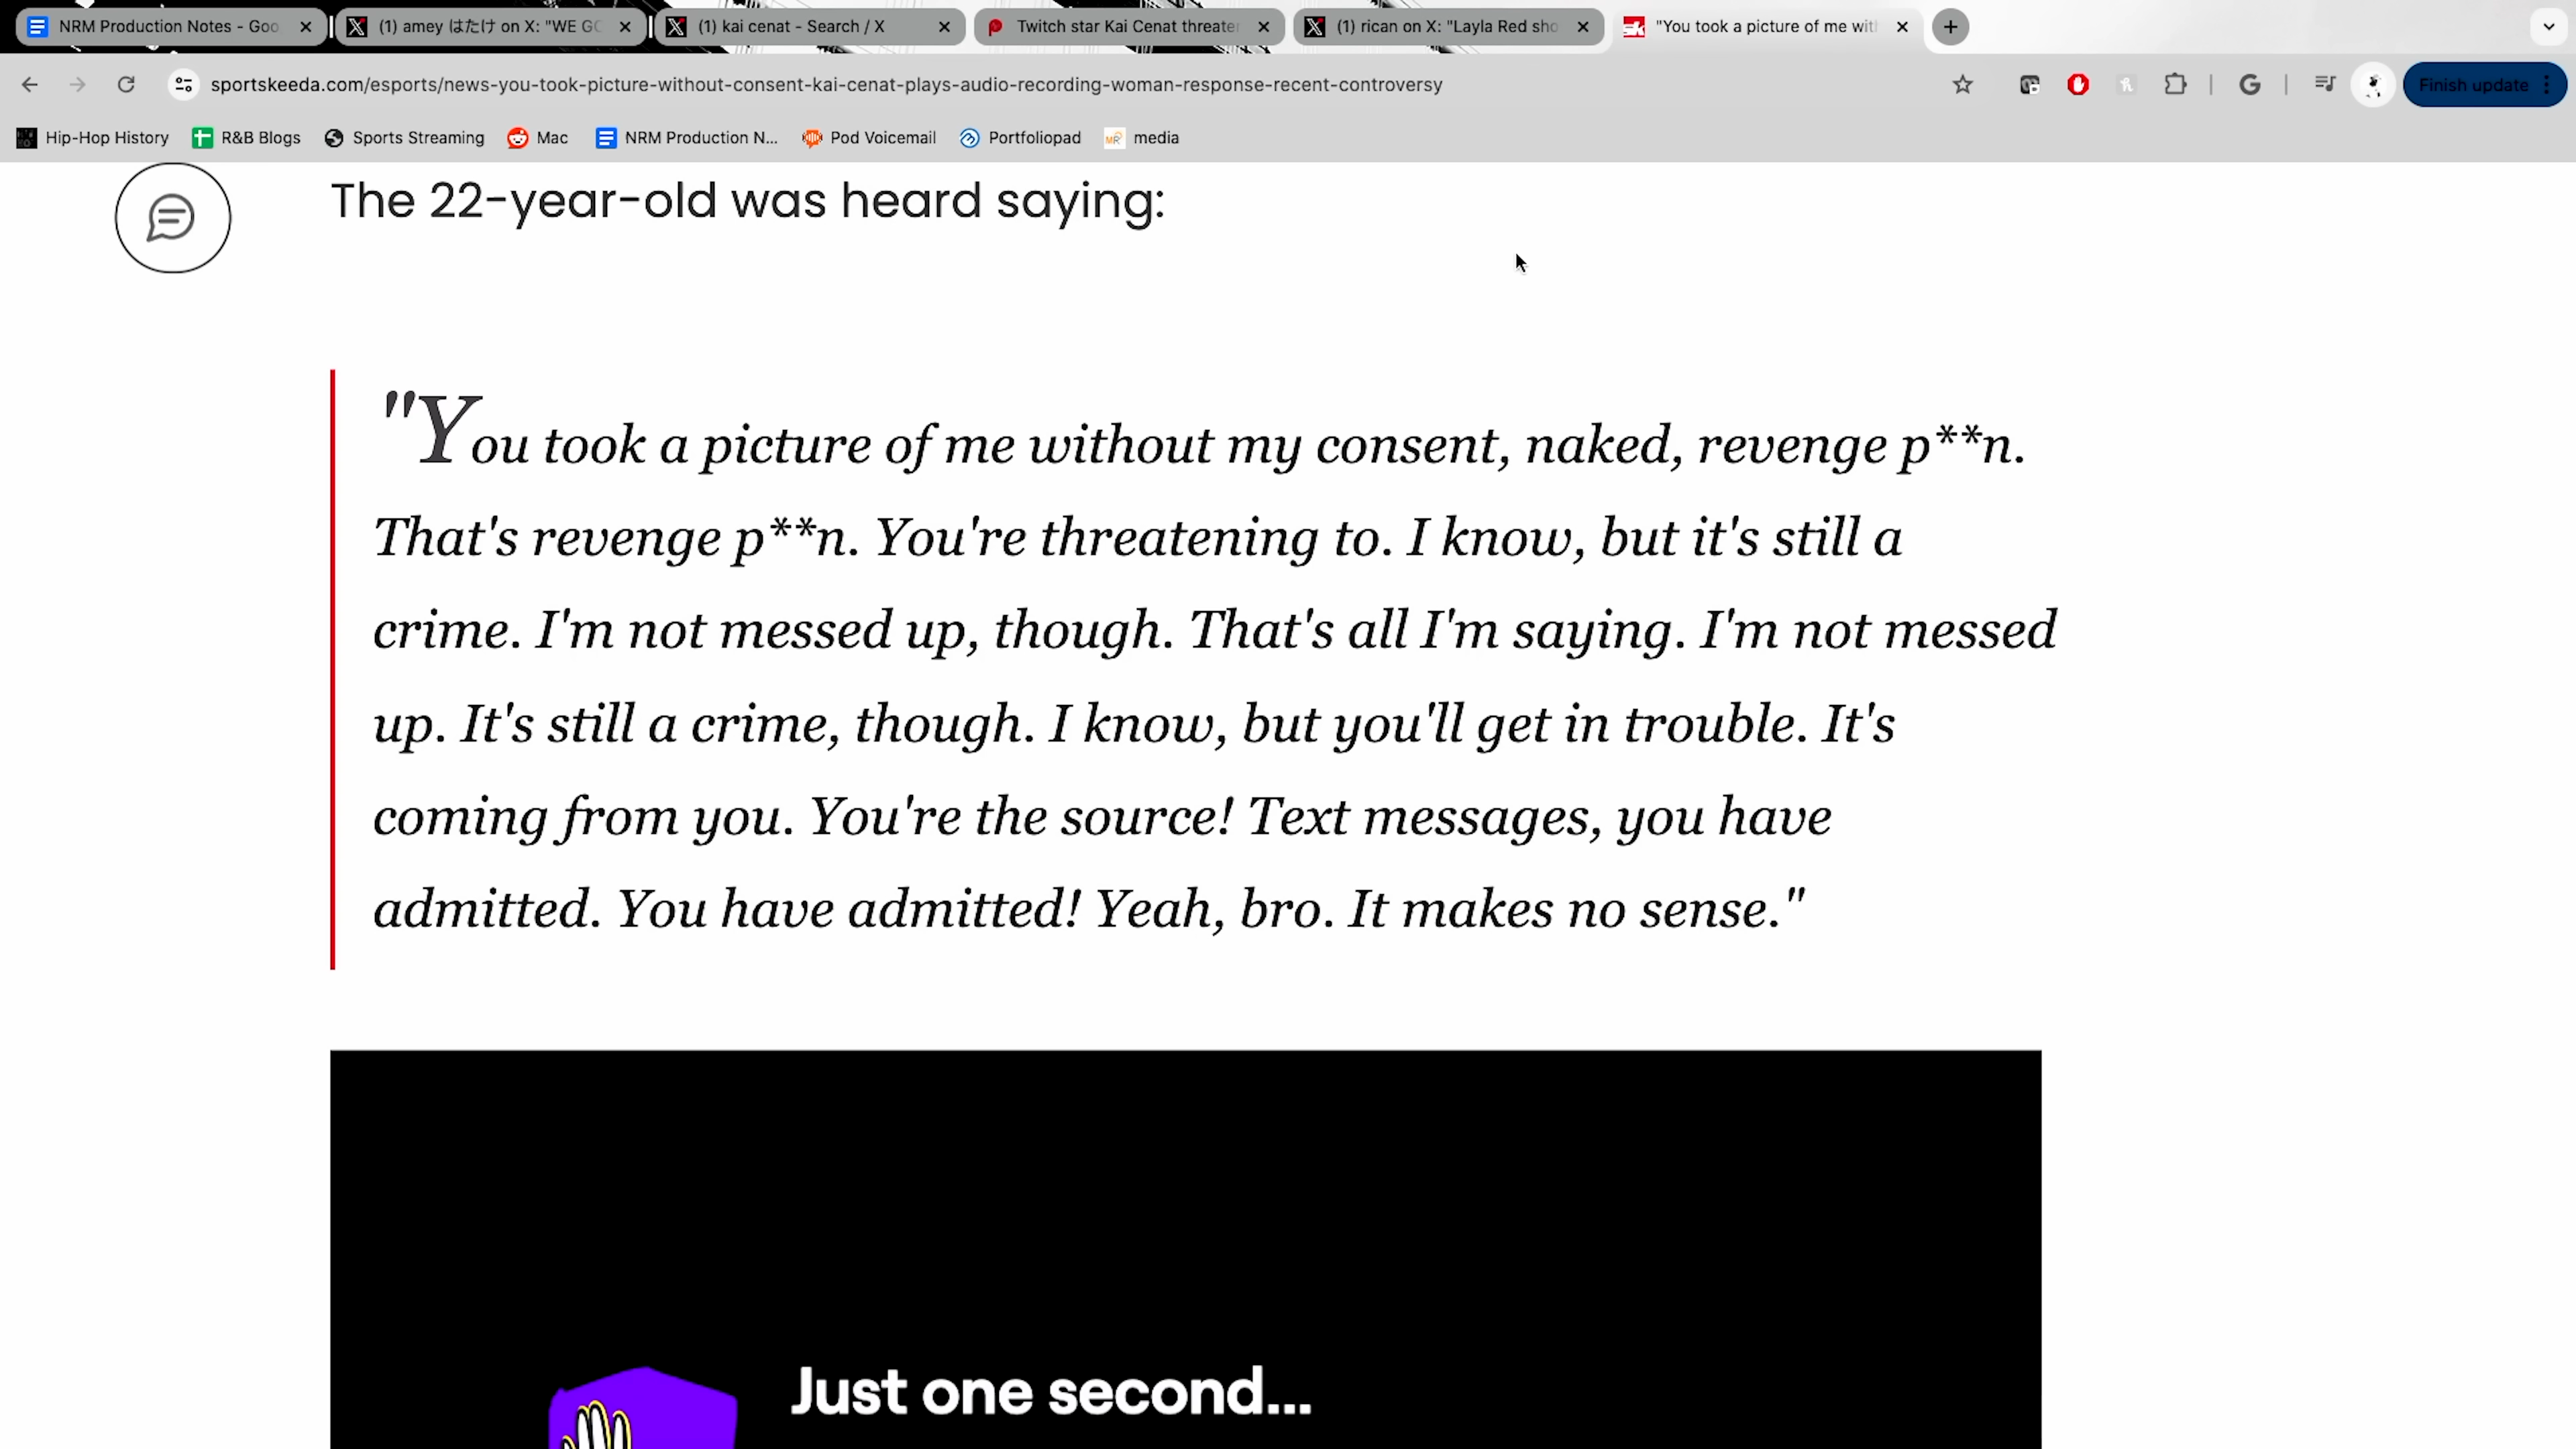 NRM Production Notes - Goo
(1) amey はたけ on X: "WE GO
(1) kai cenat - Search / X
Twitch star Kai Cenat threater
(1) rican on X: "Layla Red sho
"You took a picture of me with
sportskeeda.com/esports/news-you-took-picture-without-consent-kai-cenat-plays-audio-recording-woman-response-recent-controversy
Finish update
Hip-Hop History
R&B Blogs
Sports Streaming
Mac
NRM Production N...
Pod Voicemail
Portfoliopad
media
The 22-year-old was heard saying:
"You took a picture of me without my consent, naked, revenge p**n.
That's revenge p**n. You're threatening to. I know, but it's still a
crime. I'm not messed up, though. That's all I'm saying. I'm not messed
up. It's still a crime, though. I know, but you'll get in trouble. It's
coming from you. You're the source! Text messages, you have
admitted. You have admitted! Yeah, bro. It makes no sense."
Just one second...